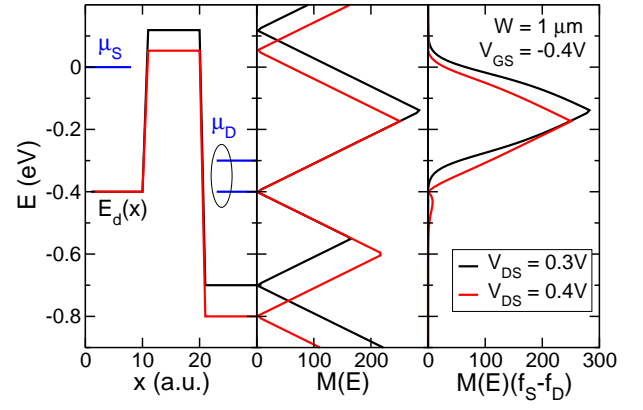 W = 1 μm
V_GS = -0.4V
μ_S
μ_D
E_d(x)
E (eV)
0
-0.2
-0.4
-0.6
-0.8
V_DS = 0.3V
V_DS = 0.4V
0 10 20 30 0 100 200 0 100 200 300
x (a.u.) M(E) M(E)(f_S-f_D)